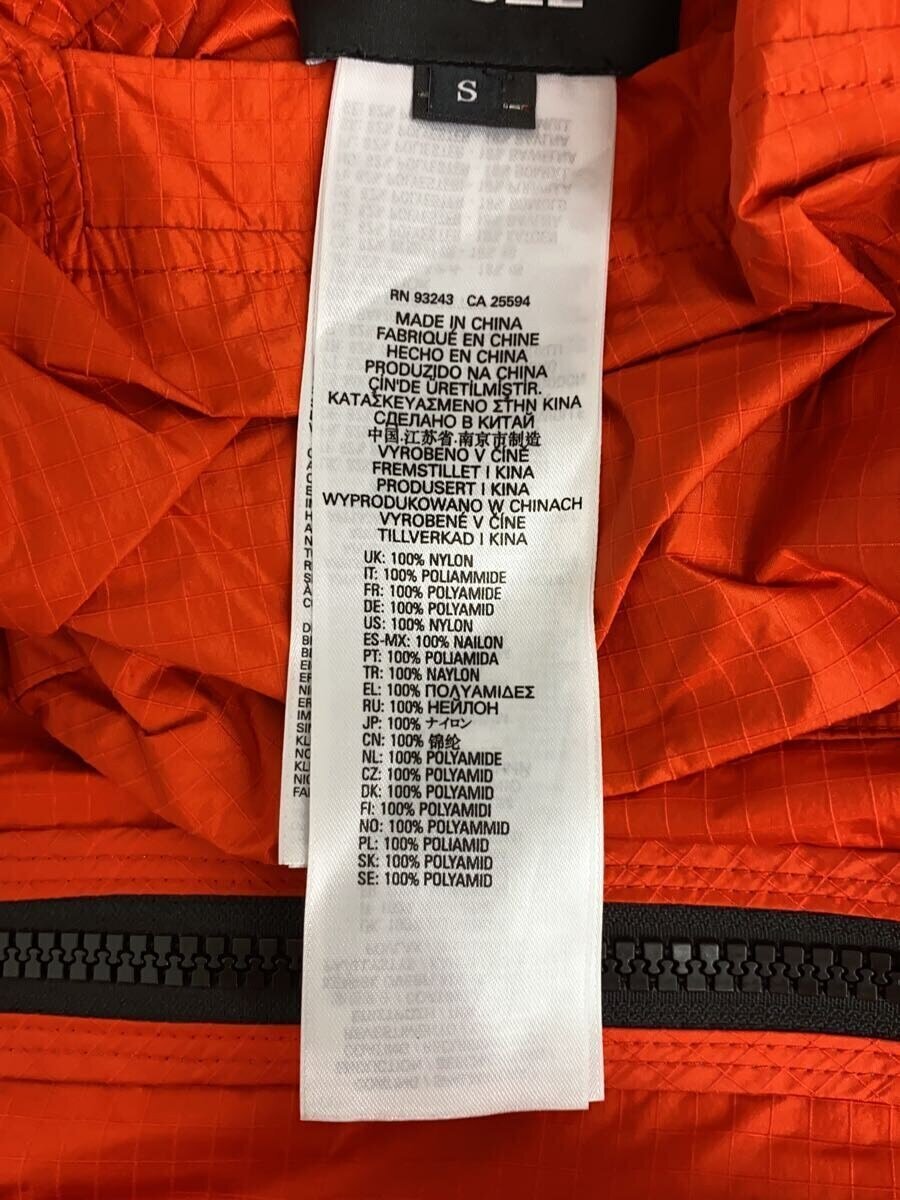 S
RN 93243 CA 25594
MADE IN CHINA
FABRIQUÉ EN CHINE
HECHO EN CHINA
PRODUZIDO NA CHINA
ÇIN'DE ÜRETILMIŞTIR.
ΚΑΤΑΣΚΕΥΑΣΜΕΝΟ ΣΤΗΝ ΚΙΝΑ
СДЕЛАНО В КИТАЙ
中国.江苏省.南京市制造
VYROBENO V ČÍNĚ
FREMSTILLET I KINA
PRODUSERT I KINA
WYPRODUKOWANO W CHINACH
VYROBENÉ V ČÍNE
TILLVERKAD I KINA
UK: 100% NYLON
IT: 100% POLIAMMIDE
FR: 100% POLYAMIDE
DE: 100% POLYAMID
US: 100% NYLON
ES-MX: 100% NAILON
PT: 100% POLIAMIDA
TR: 100% NAYLON
EL: 100% ΠΟΛΥΑΜΙΔΕΣ
RU: 100% НЕЙЛОН
JP: 100% ナイロン
CN: 100% 锦纶
NL: 100% POLYAMIDE
CZ: 100% POLYAMID
DK: 100% POLYAMID
FI: 100% POLYAMIDI
NO: 100% POLYAMMID
PL: 100% POLIAMID
SK: 100% POLYAMID
SE: 100% POLYAMID